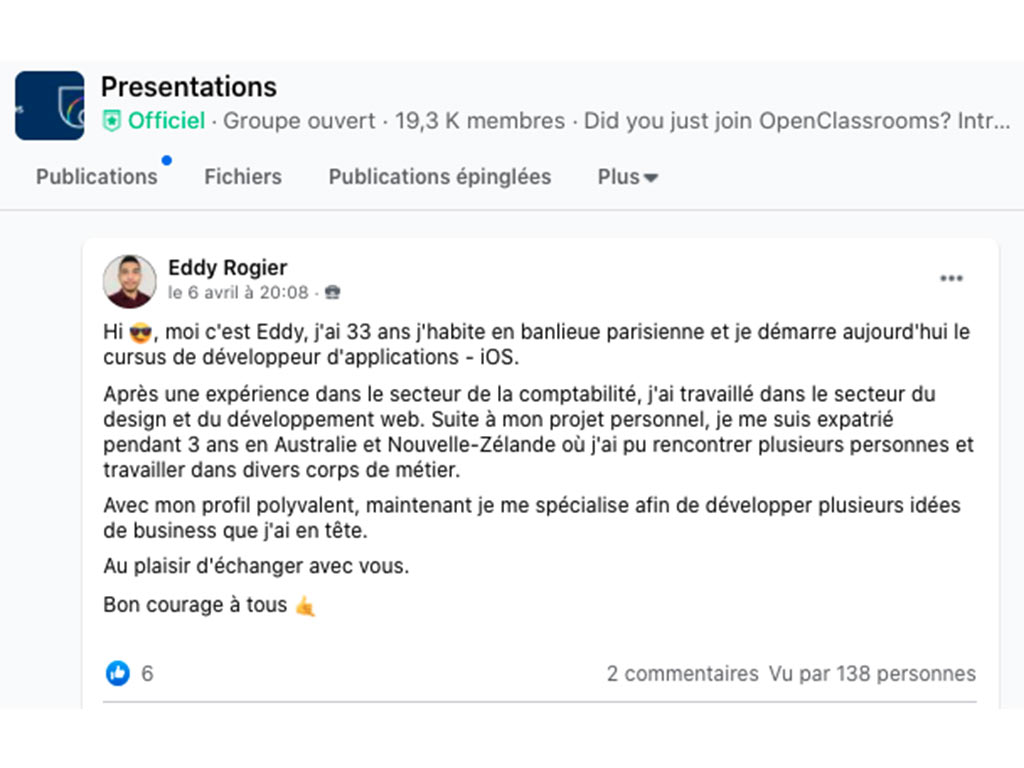 Presentations
Officiel · Groupe ouvert · 19,3 K membres · Did you just join OpenClassrooms? Intr...
Publications Fichiers Publications épinglées Plus
Eddy Rogier
le 6 avril à 20:08 ·
Hi 😎, moi c'est Eddy, j'ai 33 ans j'habite en banlieue parisienne et je démarre aujourd'hui le
cursus de développeur d'applications - iOS.
Après une expérience dans le secteur de la comptabilité, j'ai travaillé dans le secteur du
design et du développement web. Suite à mon projet personnel, je me suis expatrié
pendant 3 ans en Australie et Nouvelle-Zélande où j'ai pu rencontrer plusieurs personnes et
travailler dans divers corps de métier.
Avec mon profil polyvalent, maintenant je me spécialise afin de développer plusieurs idées
de business que j'ai en tête.
Au plaisir d'échanger avec vous.
Bon courage à tous 🤙
6 2 commentaires Vu par 138 personnes